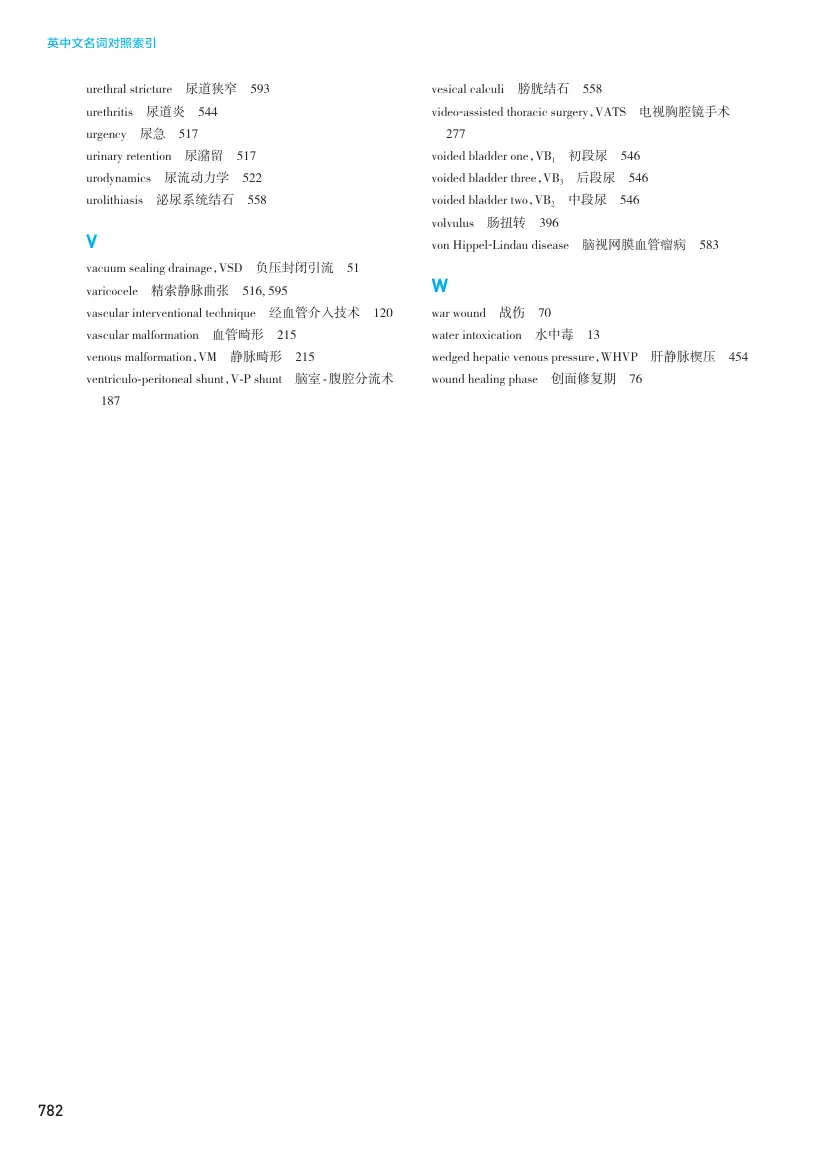 英中文名词对照索引
urethral stricture 尿道狭窄 593
urethritis 尿道炎 544
urgency 尿急 517
urinary retention 尿潴留 517
urodynamics 尿流动力学 522
urolithiasis 泌尿系统结石 558
V
vacuum sealing drainage, VSD 负压封闭引流 51
varicocele 精索静脉曲张 516, 595
vascular interventional technique 经血管介入技术 120
vascular malformation 血管畸形 215
venous malformation, VM 静脉畸形 215
ventriculo-peritoneal shunt, V-P shunt 脑室-腹腔分流术
187
vesical calculi 膀胱结石 558
video-assisted thoracic surgery, VATS 电视胸腔镜手术
277
voided bladder one, VB₁ 初段尿 546
voided bladder three, VB₃ 后段尿 546
voided bladder two, VB₂ 中段尿 546
volvulus 肠扭转 396
von Hippel-Lindau disease 脑视网膜血管瘤病 583
W
war wound 战伤 70
water intoxication 水中毒 13
wedged hepatic venous pressure, WHVP 肝静脉楔压 454
wound healing phase 创面修复期 76
782